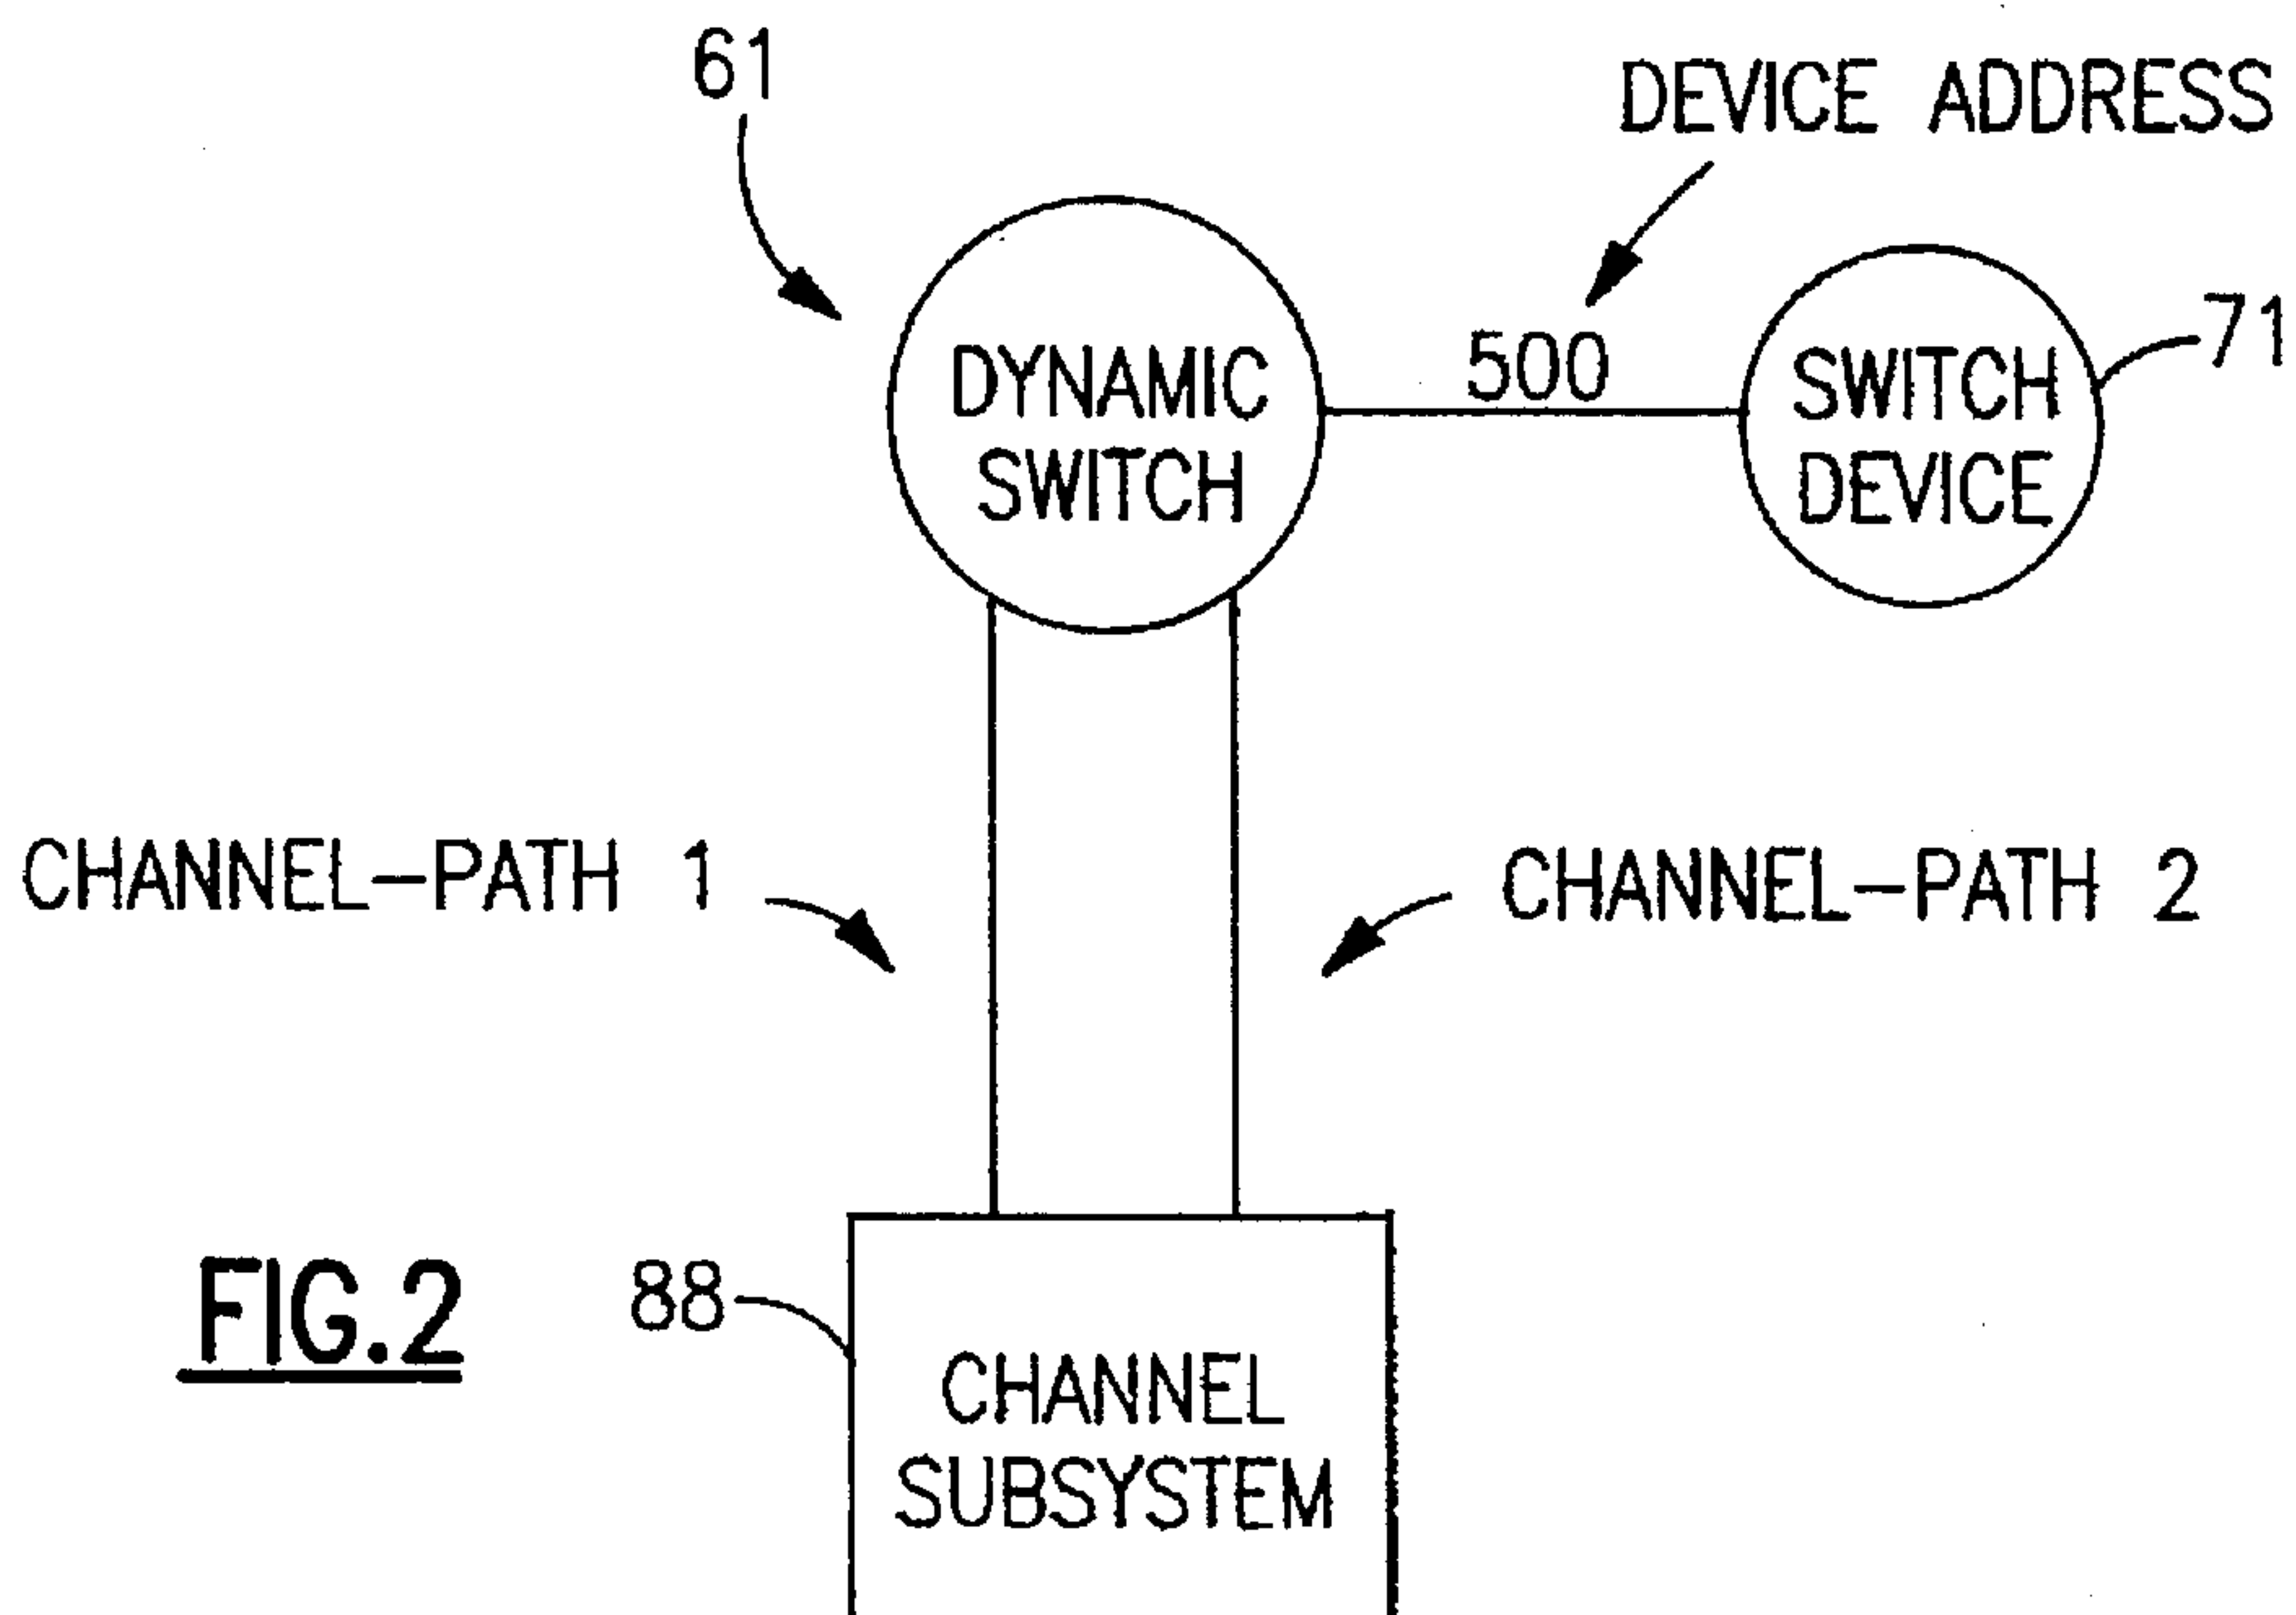 61
DEVICE ADDRESS
500
71
DYNAMIC
SWITCH
SWITCH
DEVICE
CHANNEL-PATH 1
CHANNEL-PATH 2
FIG.2
88
CHANNEL
SUBSYSTEM